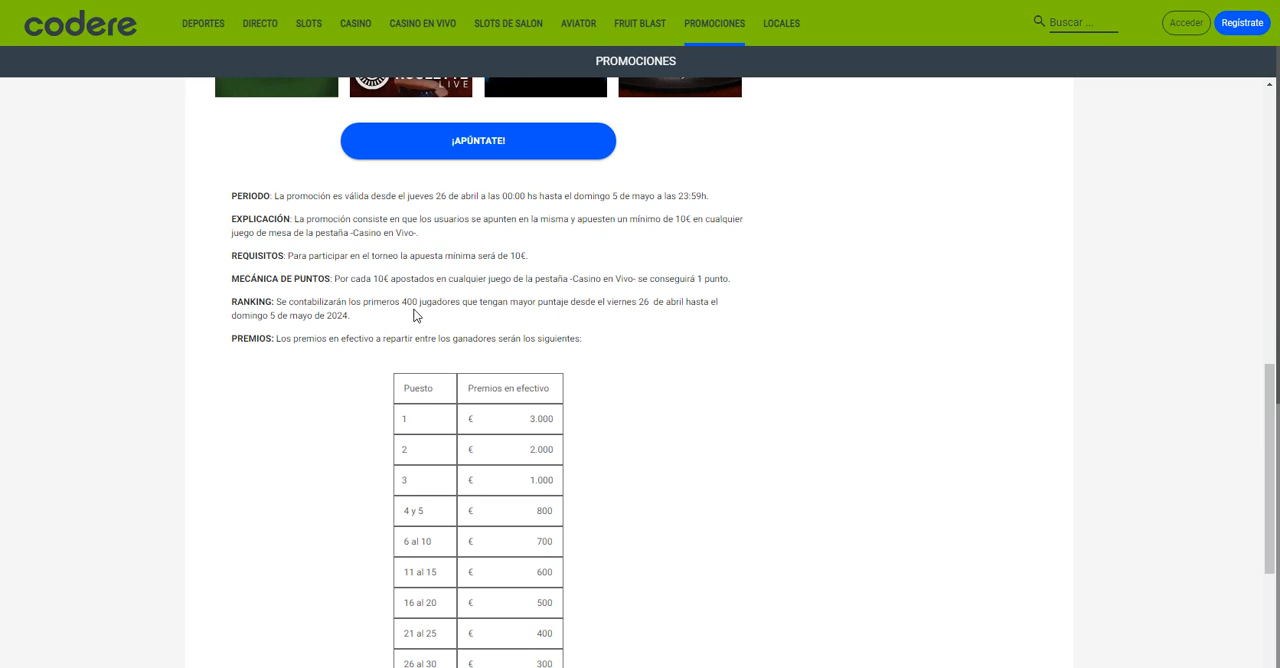 codere DEPORTES DIRECTO SLOTS CASINO CASINO EN VIVO SLOTS DE SALON AVIATOR FRUIT BLAST PROMOCIONES LOCALES Buscar ... Acceder Regístrate
PROMOCIONES
ROULETTE
LIVE
¡APÚNTATE!
PERIODO: La promoción es válida desde el jueves 26 de abril a las 00:00 hs hasta el domingo 5 de mayo a las 23:59h.
EXPLICACIÓN: La promoción consiste en que los usuarios se apunten en la misma y apuesten un mínimo de 10€ en cualquier
juego de mesa de la pestaña -Casino en Vivo-.
REQUISITOS: Para participar en el torneo la apuesta mínima será de 10€.
MECÁNICA DE PUNTOS: Por cada 10€ apostados en cualquier juego de la pestaña -Casino en Vivo- se conseguirá 1 punto.
RANKING: Se contabilizarán los primeros 400 jugadores que tengan mayor puntaje desde el viernes 26 de abril hasta el
domingo 5 de mayo de 2024.
PREMIOS: Los premios en efectivo a repartir entre los ganadores serán los siguientes:
Puesto Premios en efectivo
1 € 3.000
2 € 2.000
3 € 1.000
4 y 5 € 800
6 al 10 € 700
11 al 15 € 600
16 al 20 € 500
21 al 25 € 400
26 al 30 € 300